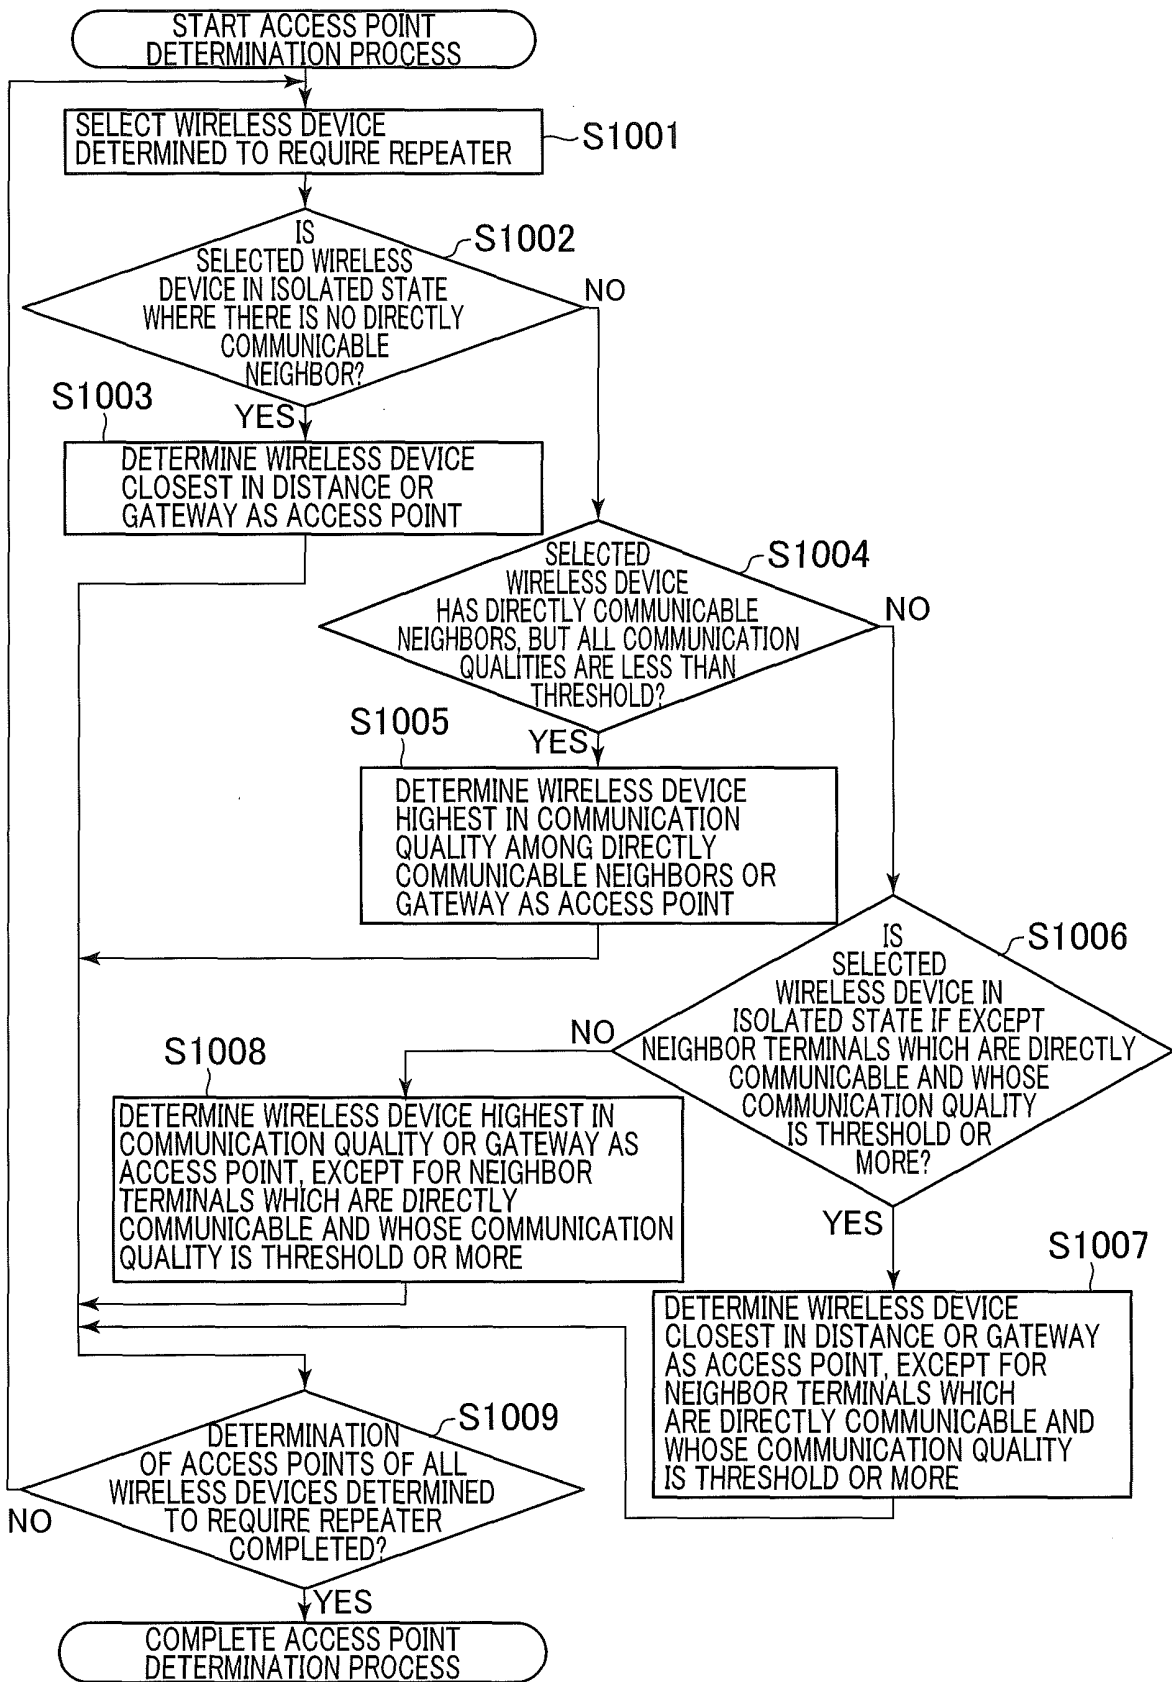 START ACCESS POINT
DETERMINATION PROCESS
SELECT WIRELESS DEVICE
DETERMINED TO REQUIRE REPEATER
S1001
IS
SELECTED WIRELESS
DEVICE IN ISOLATED STATE
WHERE THERE IS NO DIRECTLY
COMMUNICABLE
NEIGHBOR?
S1002
NO
YES
S1003
DETERMINE WIRELESS DEVICE
CLOSEST IN DISTANCE OR
GATEWAY AS ACCESS POINT
SELECTED
WIRELESS DEVICE
HAS DIRECTLY COMMUNICABLE
NEIGHBORS, BUT ALL COMMUNICATION
QUALITIES ARE LESS THAN
THRESHOLD?
S1004
NO
YES
S1005
DETERMINE WIRELESS DEVICE
HIGHEST IN COMMUNICATION
QUALITY AMONG DIRECTLY
COMMUNICABLE NEIGHBORS OR
GATEWAY AS ACCESS POINT
IS
SELECTED
WIRELESS DEVICE IN
ISOLATED STATE IF EXCEPT
NEIGHBOR TERMINALS WHICH ARE DIRECTLY
COMMUNICABLE AND WHOSE
COMMUNICATION QUALITY
IS THRESHOLD OR
MORE?
S1006
NO
YES
S1008
DETERMINE WIRELESS DEVICE HIGHEST IN
COMMUNICATION QUALITY OR GATEWAY AS
ACCESS POINT, EXCEPT FOR NEIGHBOR
TERMINALS WHICH ARE DIRECTLY
COMMUNICABLE AND WHOSE COMMUNICATION
QUALITY IS THRESHOLD OR MORE
S1007
DETERMINE WIRELESS DEVICE
CLOSEST IN DISTANCE OR GATEWAY
AS ACCESS POINT, EXCEPT FOR
NEIGHBOR TERMINALS WHICH
ARE DIRECTLY COMMUNICABLE AND
WHOSE COMMUNICATION QUALITY
IS THRESHOLD OR MORE
DETERMINATION
OF ACCESS POINTS OF ALL
WIRELESS DEVICES DETERMINED
TO REQUIRE REPEATER
COMPLETED?
S1009
NO
YES
COMPLETE ACCESS POINT
DETERMINATION PROCESS